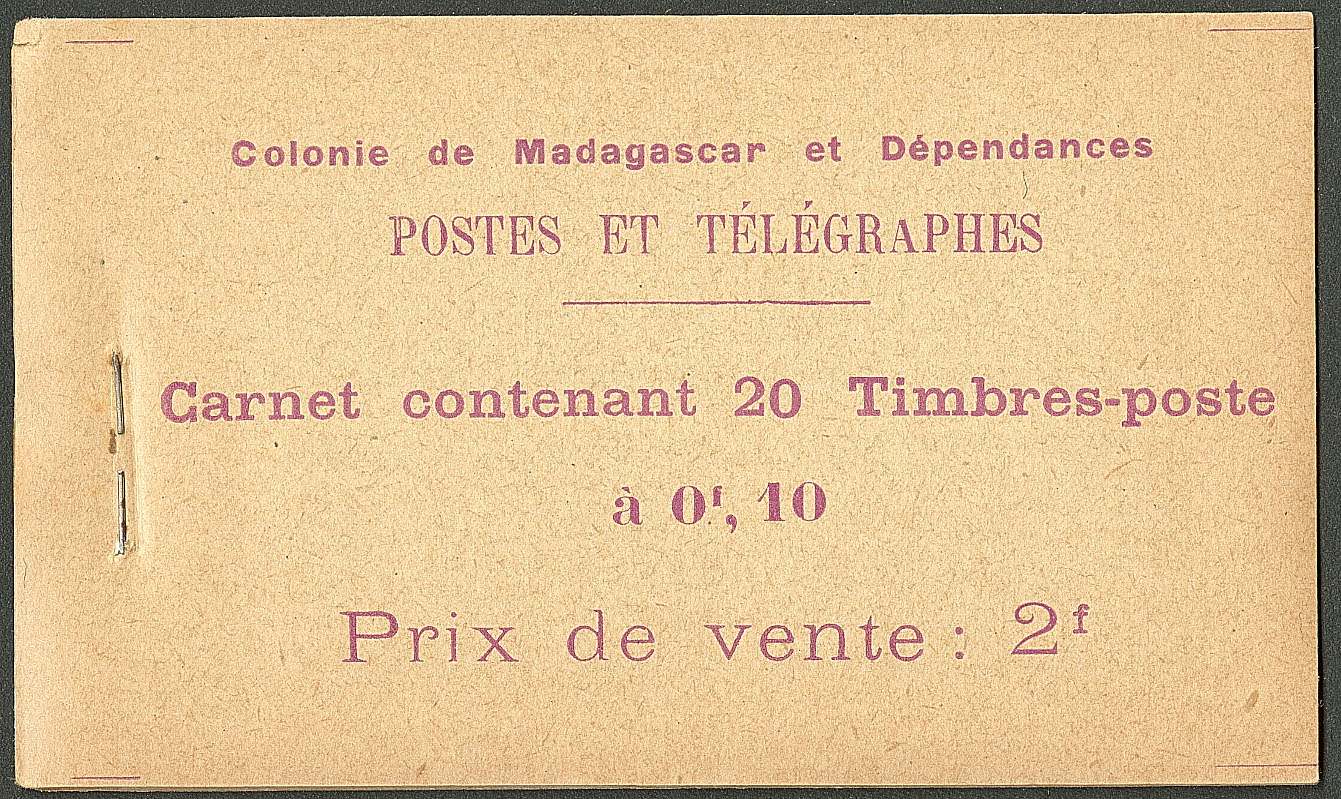 Colonie de Madagascar et Dépendances
POSTES ET TÉLÉGRAPHES
Carnet contenant 20 Timbres-poste
à 0f, 10
Prix de vente : 2f